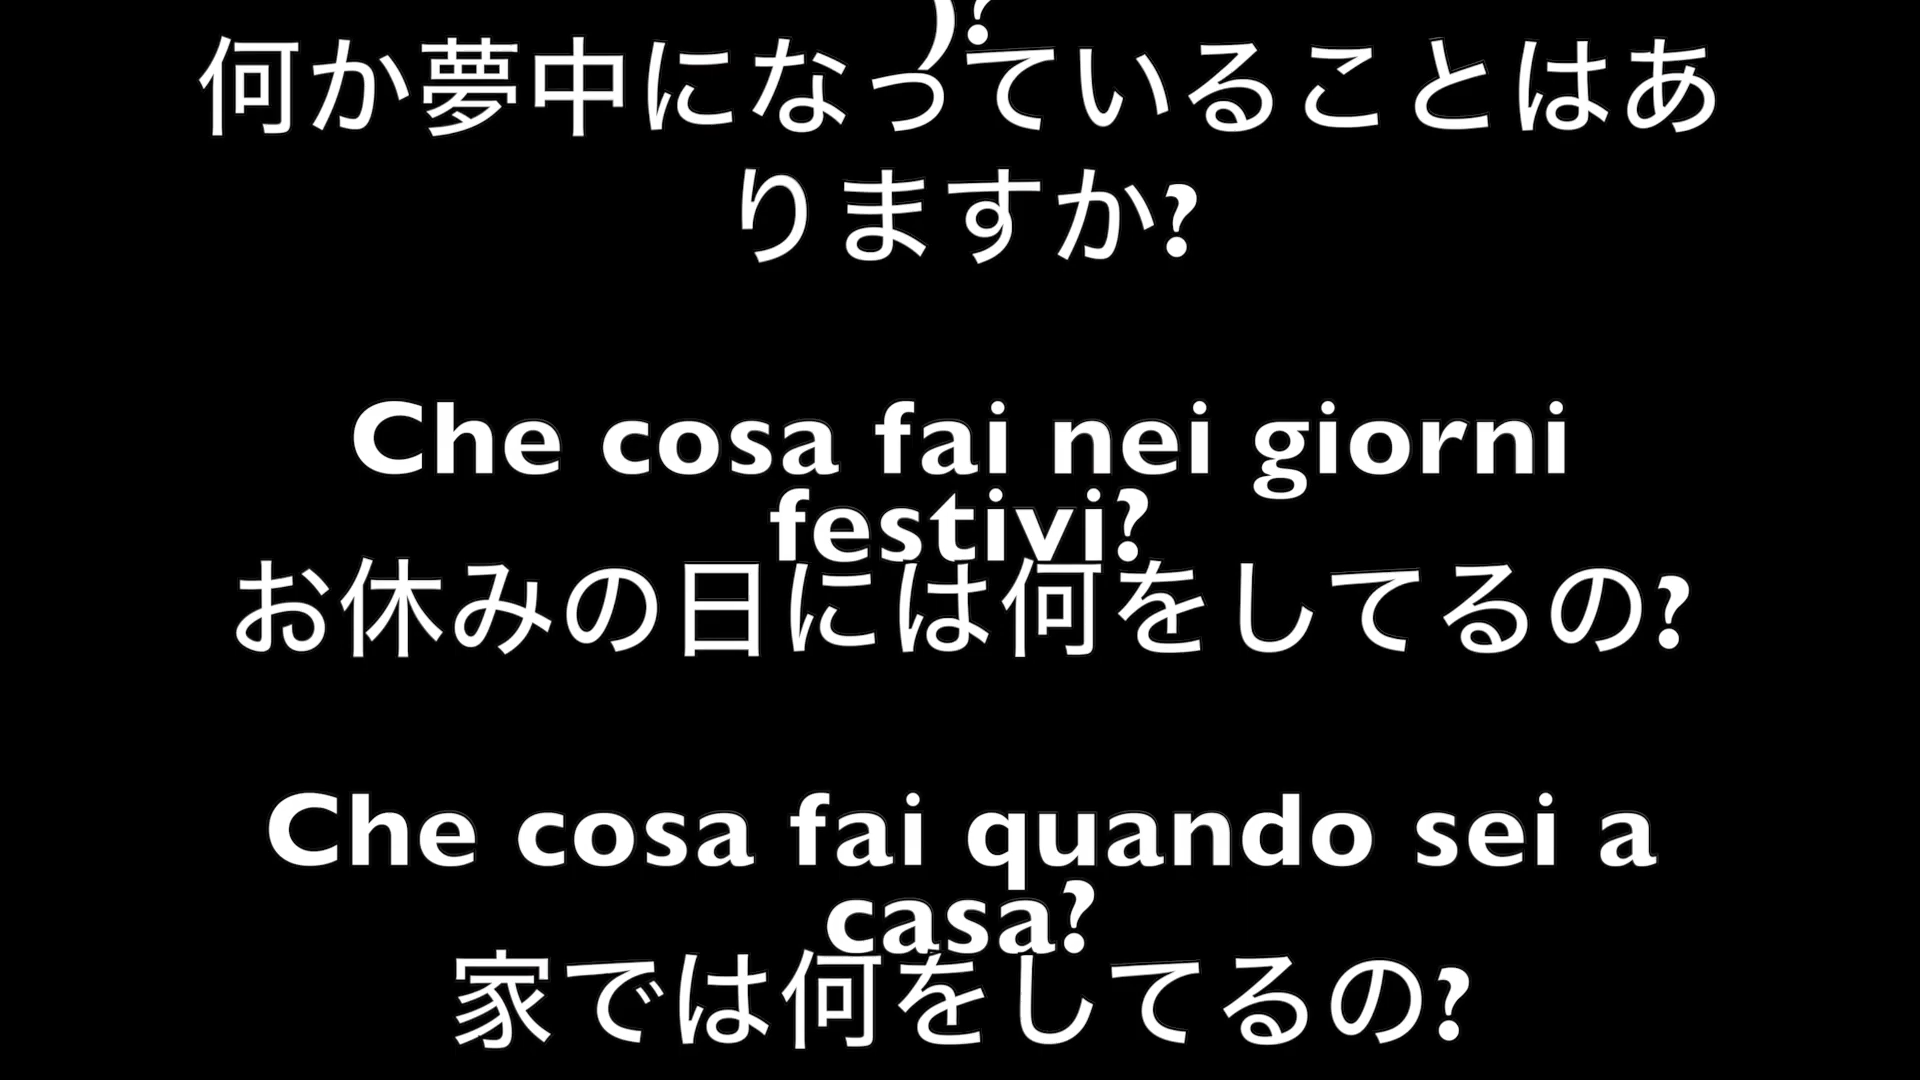 )?
何か夢中になっていることはあ
りますか?
Che cosa fai nei giorni
festivi?
お休みの日には何をしてるの?
Che cosa fai quando sei a
casa?
家では何をしてるの?